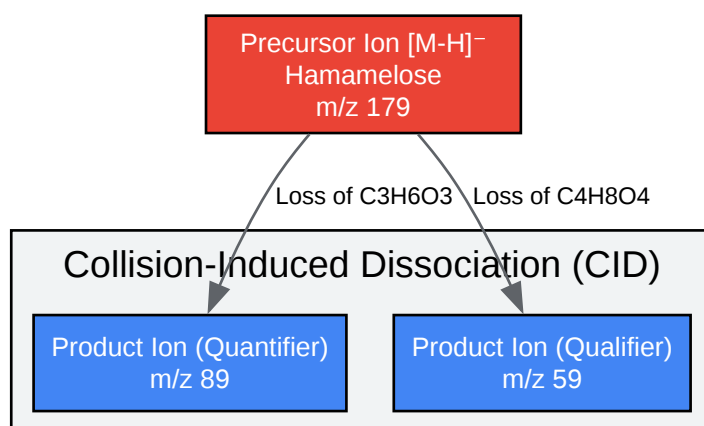 Precursor Ion [M-H]⁻
Hamamelose
m/z 179
Loss of C3H6O3
Loss of C4H8O4
Collision-Induced Dissociation (CID)
Product Ion (Quantifier)
m/z 89
Product Ion (Qualifier)
m/z 59